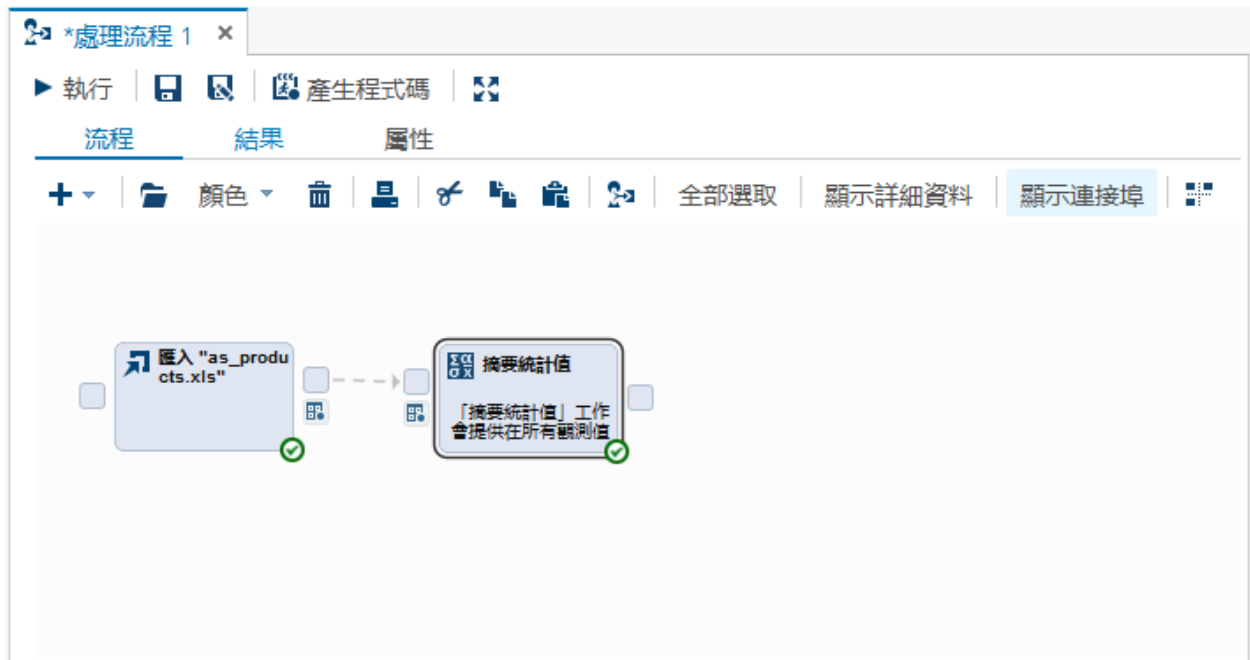 *處理流程 1 ×
執行 產生程式碼
流程 結果 屬性
顏色 全部選取 顯示詳細資料 顯示連接埠
匯入 "as_produ
cts.xls"
摘要統計值
「摘要統計值」工作
會提供在所有觀測值